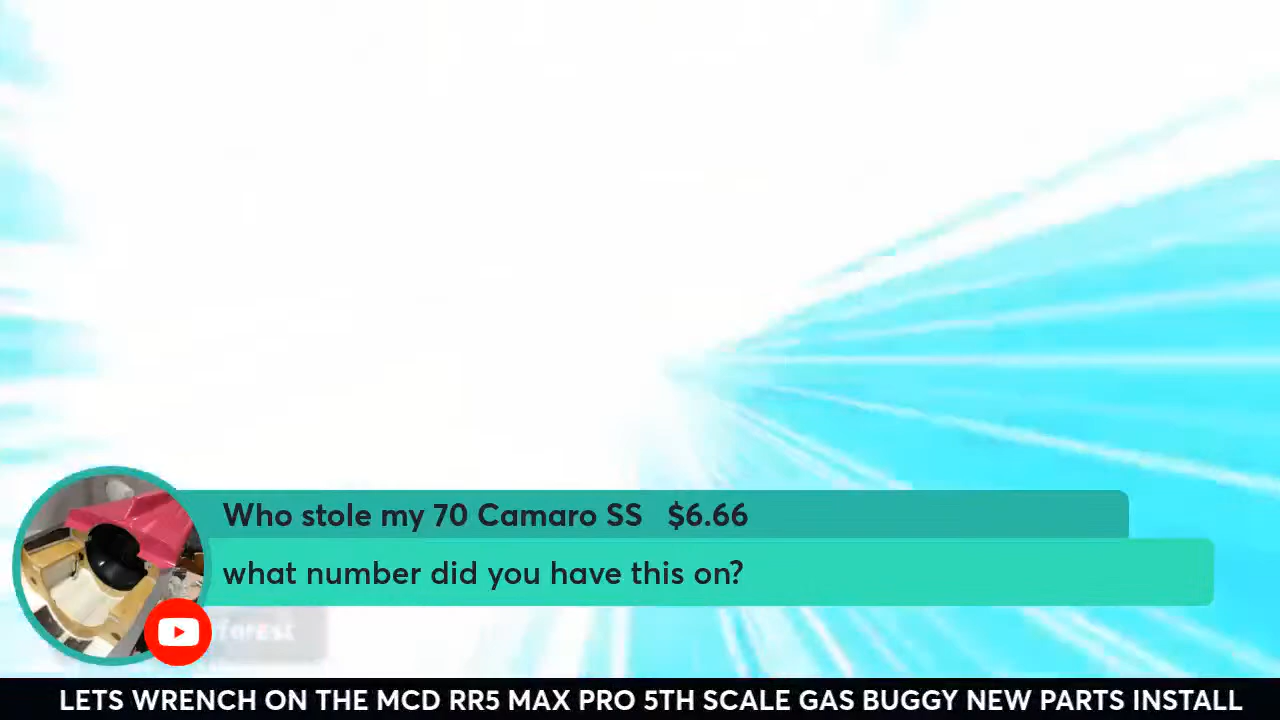 Who stole my 70 Camaro SS $6.66
what number did you have this on?
forest
LETS WRENCH ON THE MCD RR5 MAX PRO 5TH SCALE GAS BUGGY NEW PARTS INSTALL